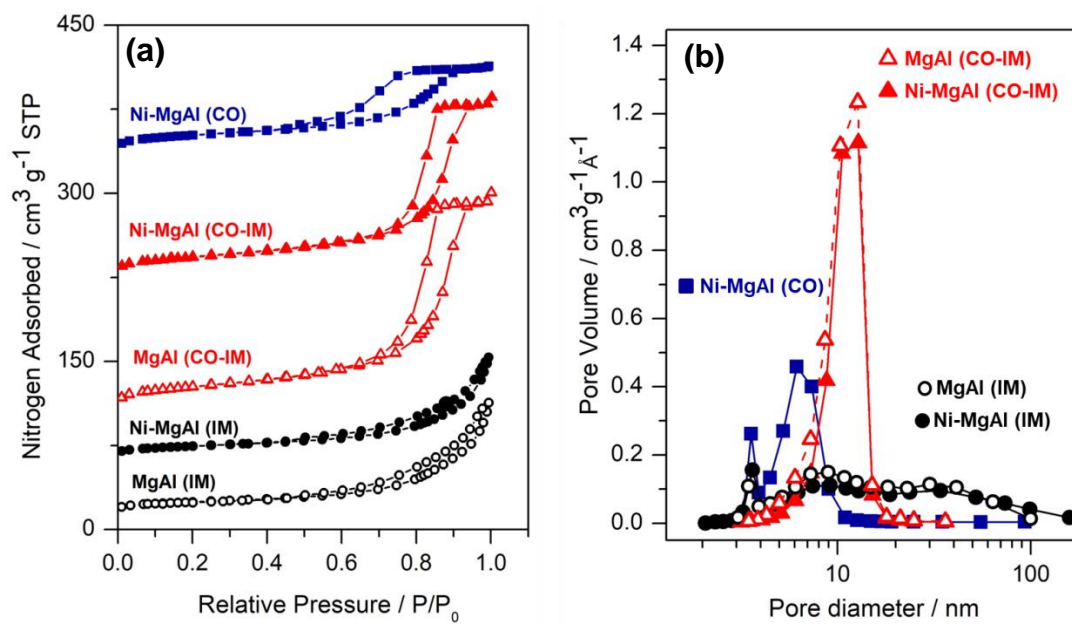 (a)
Nitrogen Adsorbed / cm³ g⁻¹ STP
450
300
150
0
Ni-MgAl (CO)
Ni-MgAl (CO-IM)
MgAl (CO-IM)
Ni-MgAl (IM)
MgAl (IM)
0.0 0.2 0.4 0.6 0.8 1.0
Relative Pressure / P/P₀
(b)
Pore Volume / cm³g⁻¹Å⁻¹
1.4
1.2
1.0
0.8
0.6
0.4
0.2
0.0
MgAl (CO-IM)
Ni-MgAl (CO-IM)
Ni-MgAl (CO)
MgAl (IM)
Ni-MgAl (IM)
10 100
Pore diameter / nm